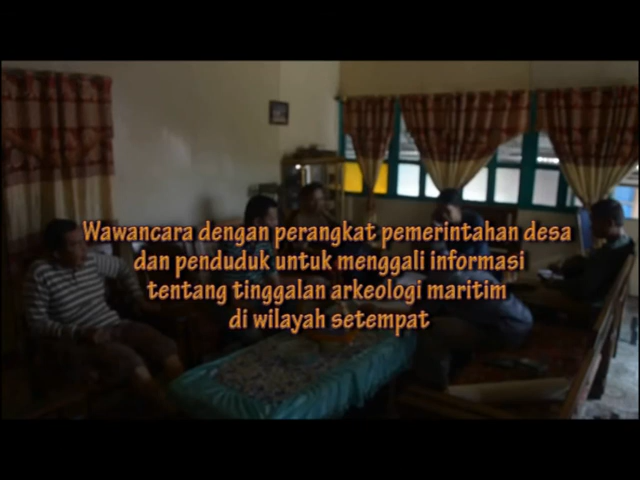 Wawancara dengan perangkat pemerintahan desa
dan penduduk untuk menggali informasi
tentang tinggalan arkeologi maritim
di wilayah setempat